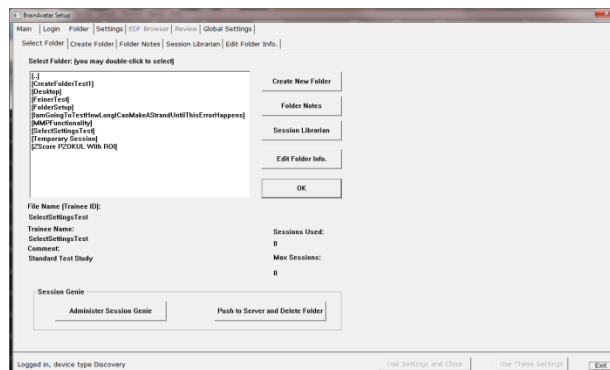 BrainAvatar Setup
Main Login Folder Settings EDF Browser Review Global Settings
Select Folder Create Folder Folder Notes Session Librarian Edit Folder Info.
Select Folder: (you may double-click to select)
[..]
[CreateFolderTest1]
[Desktop]
[FeinerTest]
[FolderSetup]
[IamGoingToTestHowLongICanMakeAStrandUntilThisErrorHappens]
[MMPFunctionality]
[SelectSettingsTest]
[Temporary Session]
[ZScore PZOKUL With ROI]
Create New Folder
Folder Notes
Session Librarian
Edit Folder Info.
OK
File Name (Trainee ID):
SelectSettingsTest
Trainee Name:
SelectSettingsTest
Comment:
Standard Test Study
Sessions Used:
0
Max Sessions:
0
Session Genie
Administer Session Genie
Push to Server and Delete Folder
Logged in, device type Discovery
Use Settings and Close
Use These Settings
Exit